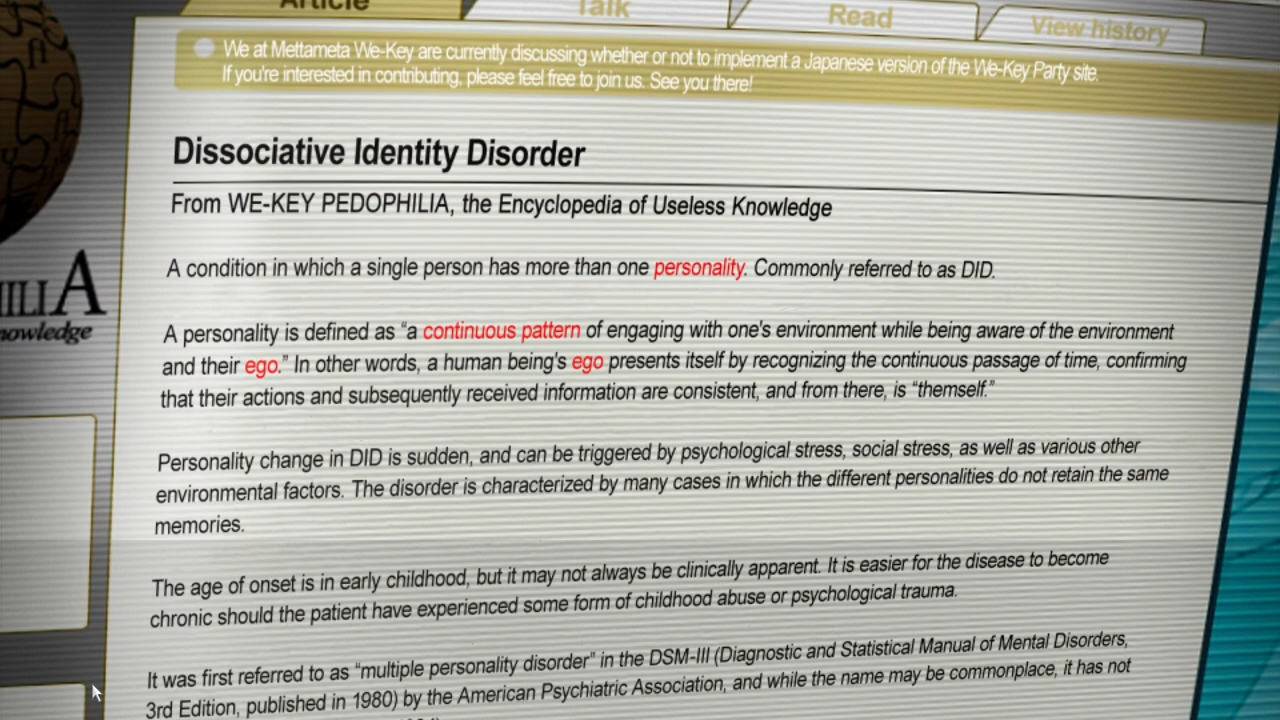 Article
Talk
Read
View history
We at Mettameta We-Key are currently discussing whether or not to implement a Japanese version of the We-Key Party site.
If you're interested in contributing, please feel free to join us. See you there!
Dissociative Identity Disorder
From WE-KEY PEDOPHILIA, the Encyclopedia of Useless Knowledge
A condition in which a single person has more than one personality. Commonly referred to as DID.
ILIA
nowledge
A personality is defined as “a continuous pattern of engaging with one's environment while being aware of the environment
and their ego.” In other words, a human being's ego presents itself by recognizing the continuous passage of time, confirming
that their actions and subsequently received information are consistent, and from there, is “themself.”
Personality change in DID is sudden, and can be triggered by psychological stress, social stress, as well as various other
environmental factors. The disorder is characterized by many cases in which the different personalities do not retain the same
memories.
The age of onset is in early childhood, but it may not always be clinically apparent. It is easier for the disease to become
chronic should the patient have experienced some form of childhood abuse or psychological trauma.
It was first referred to as “multiple personality disorder” in the DSM-III (Diagnostic and Statistical Manual of Mental Disorders,
3rd Edition, published in 1980) by the American Psychiatric Association, and while the name may be commonplace, it has not